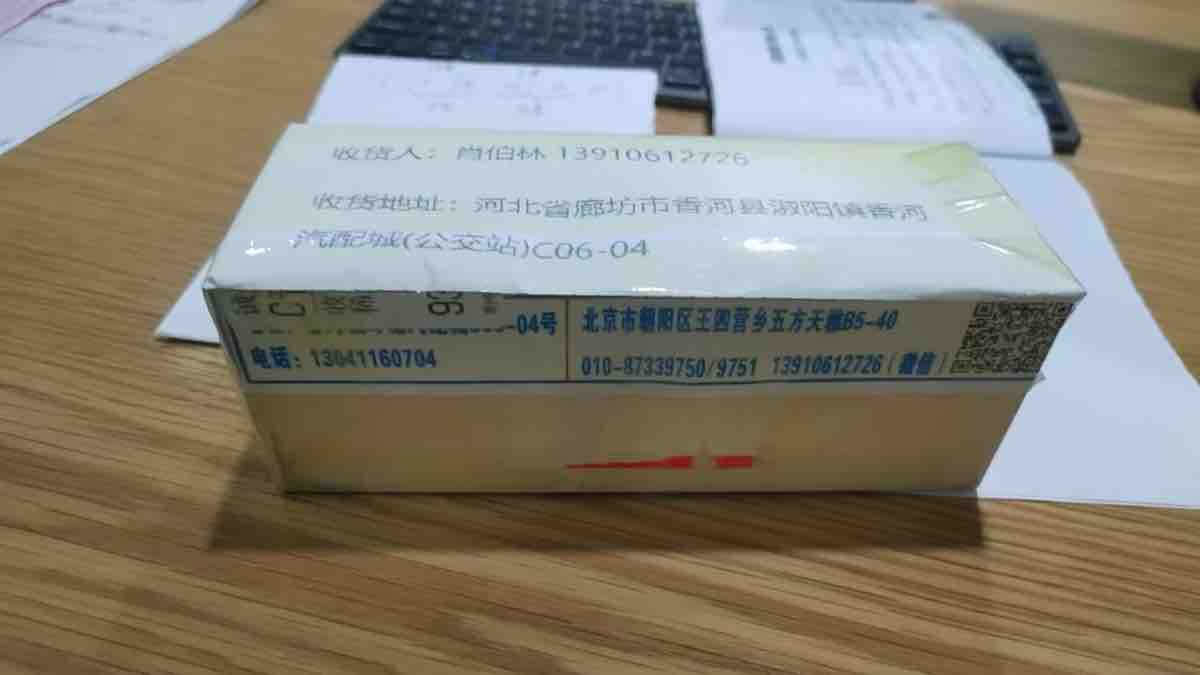 收货人：肖伯林 13910612726
收货地址：河北省廊坊市香河县淑阳镇香河
汽配城(公交站)C06-04
-04号
电话：13041160704
北京市朝阳区王四营乡五方天雅B5-40
010-87339750/9751 13910612726（微信）